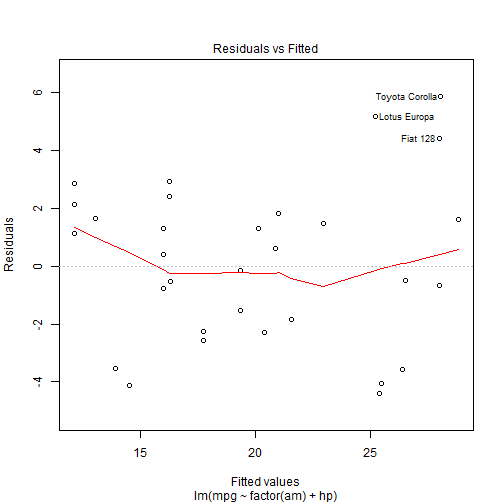 Residuals vs Fitted
6
4
2
0
-2
-4
Residuals
Toyota Corolla
Lotus Europa
Fiat 128
15
20
25
Fitted values
lm(mpg ~ factor(am) + hp)